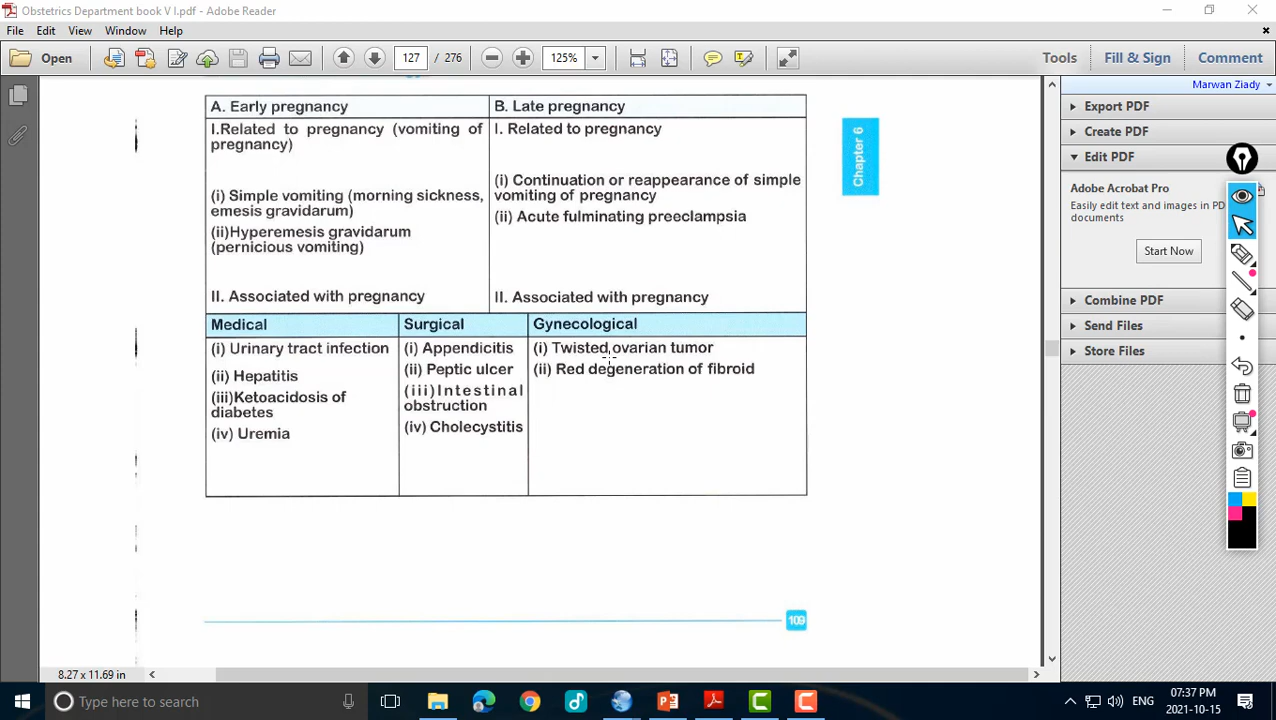 Obstetrics Department book V I.pdf - Adobe Reader
File Edit View Window Help
Open 127 / 276 125% Tools Fill & Sign Comment
Marwan Ziady
Export PDF
Create PDF
Edit PDF
Adobe Acrobat Pro
Easily edit text and images in PD
documents
Start Now
Combine PDF
Send Files
Store Files
A. Early pregnancy
I.Related to pregnancy (vomiting of
pregnancy)
(i) Simple vomiting (morning sickness,
emesis gravidarum)
(ii)Hyperemesis gravidarum
(pernicious vomiting)
II. Associated with pregnancy
B. Late pregnancy
I. Related to pregnancy
(i) Continuation or reappearance of simple
vomiting of pregnancy
(ii) Acute fulminating preeclampsia
II. Associated with pregnancy
Medical
(i) Urinary tract infection
(ii) Hepatitis
(iii)Ketoacidosis of
diabetes
(iv) Uremia
Surgical
(i) Appendicitis
(ii) Peptic ulcer
(iii)Intestinal
obstruction
(iv) Cholecystitis
Gynecological
(i) Twisted ovarian tumor
(ii) Red degeneration of fibroid
Chapter 6
109
8.27 x 11.69 in
Type here to search
ENG
07:37 PM
2021-10-15